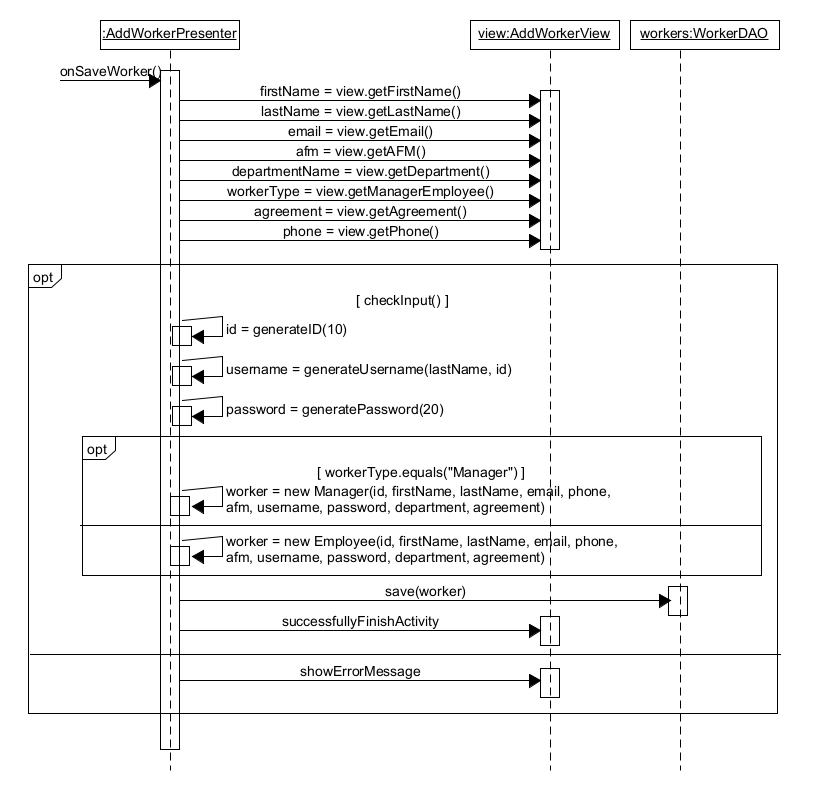 :AddWorkerPresenter
view:AddWorkerView
workers:WorkerDAO
onSaveWorker()
firstName = view.getFirstName()
lastName = view.getLastName()
email = view.getEmail()
afm = view.getAFM()
departmentName = view.getDepartment()
workerType = view.getManagerEmployee()
agreement = view.getAgreement()
phone = view.getPhone()
opt
[ checkInput() ]
id = generateID(10)
username = generateUsername(lastName, id)
password = generatePassword(20)
opt
[ workerType.equals("Manager") ]
worker = new Manager(id, firstName, lastName, email, phone,
afm, username, password, department, agreement)
worker = new Employee(id, firstName, lastName, email, phone,
afm, username, password, department, agreement)
save(worker)
successfullyFinishActivity
showErrorMessage